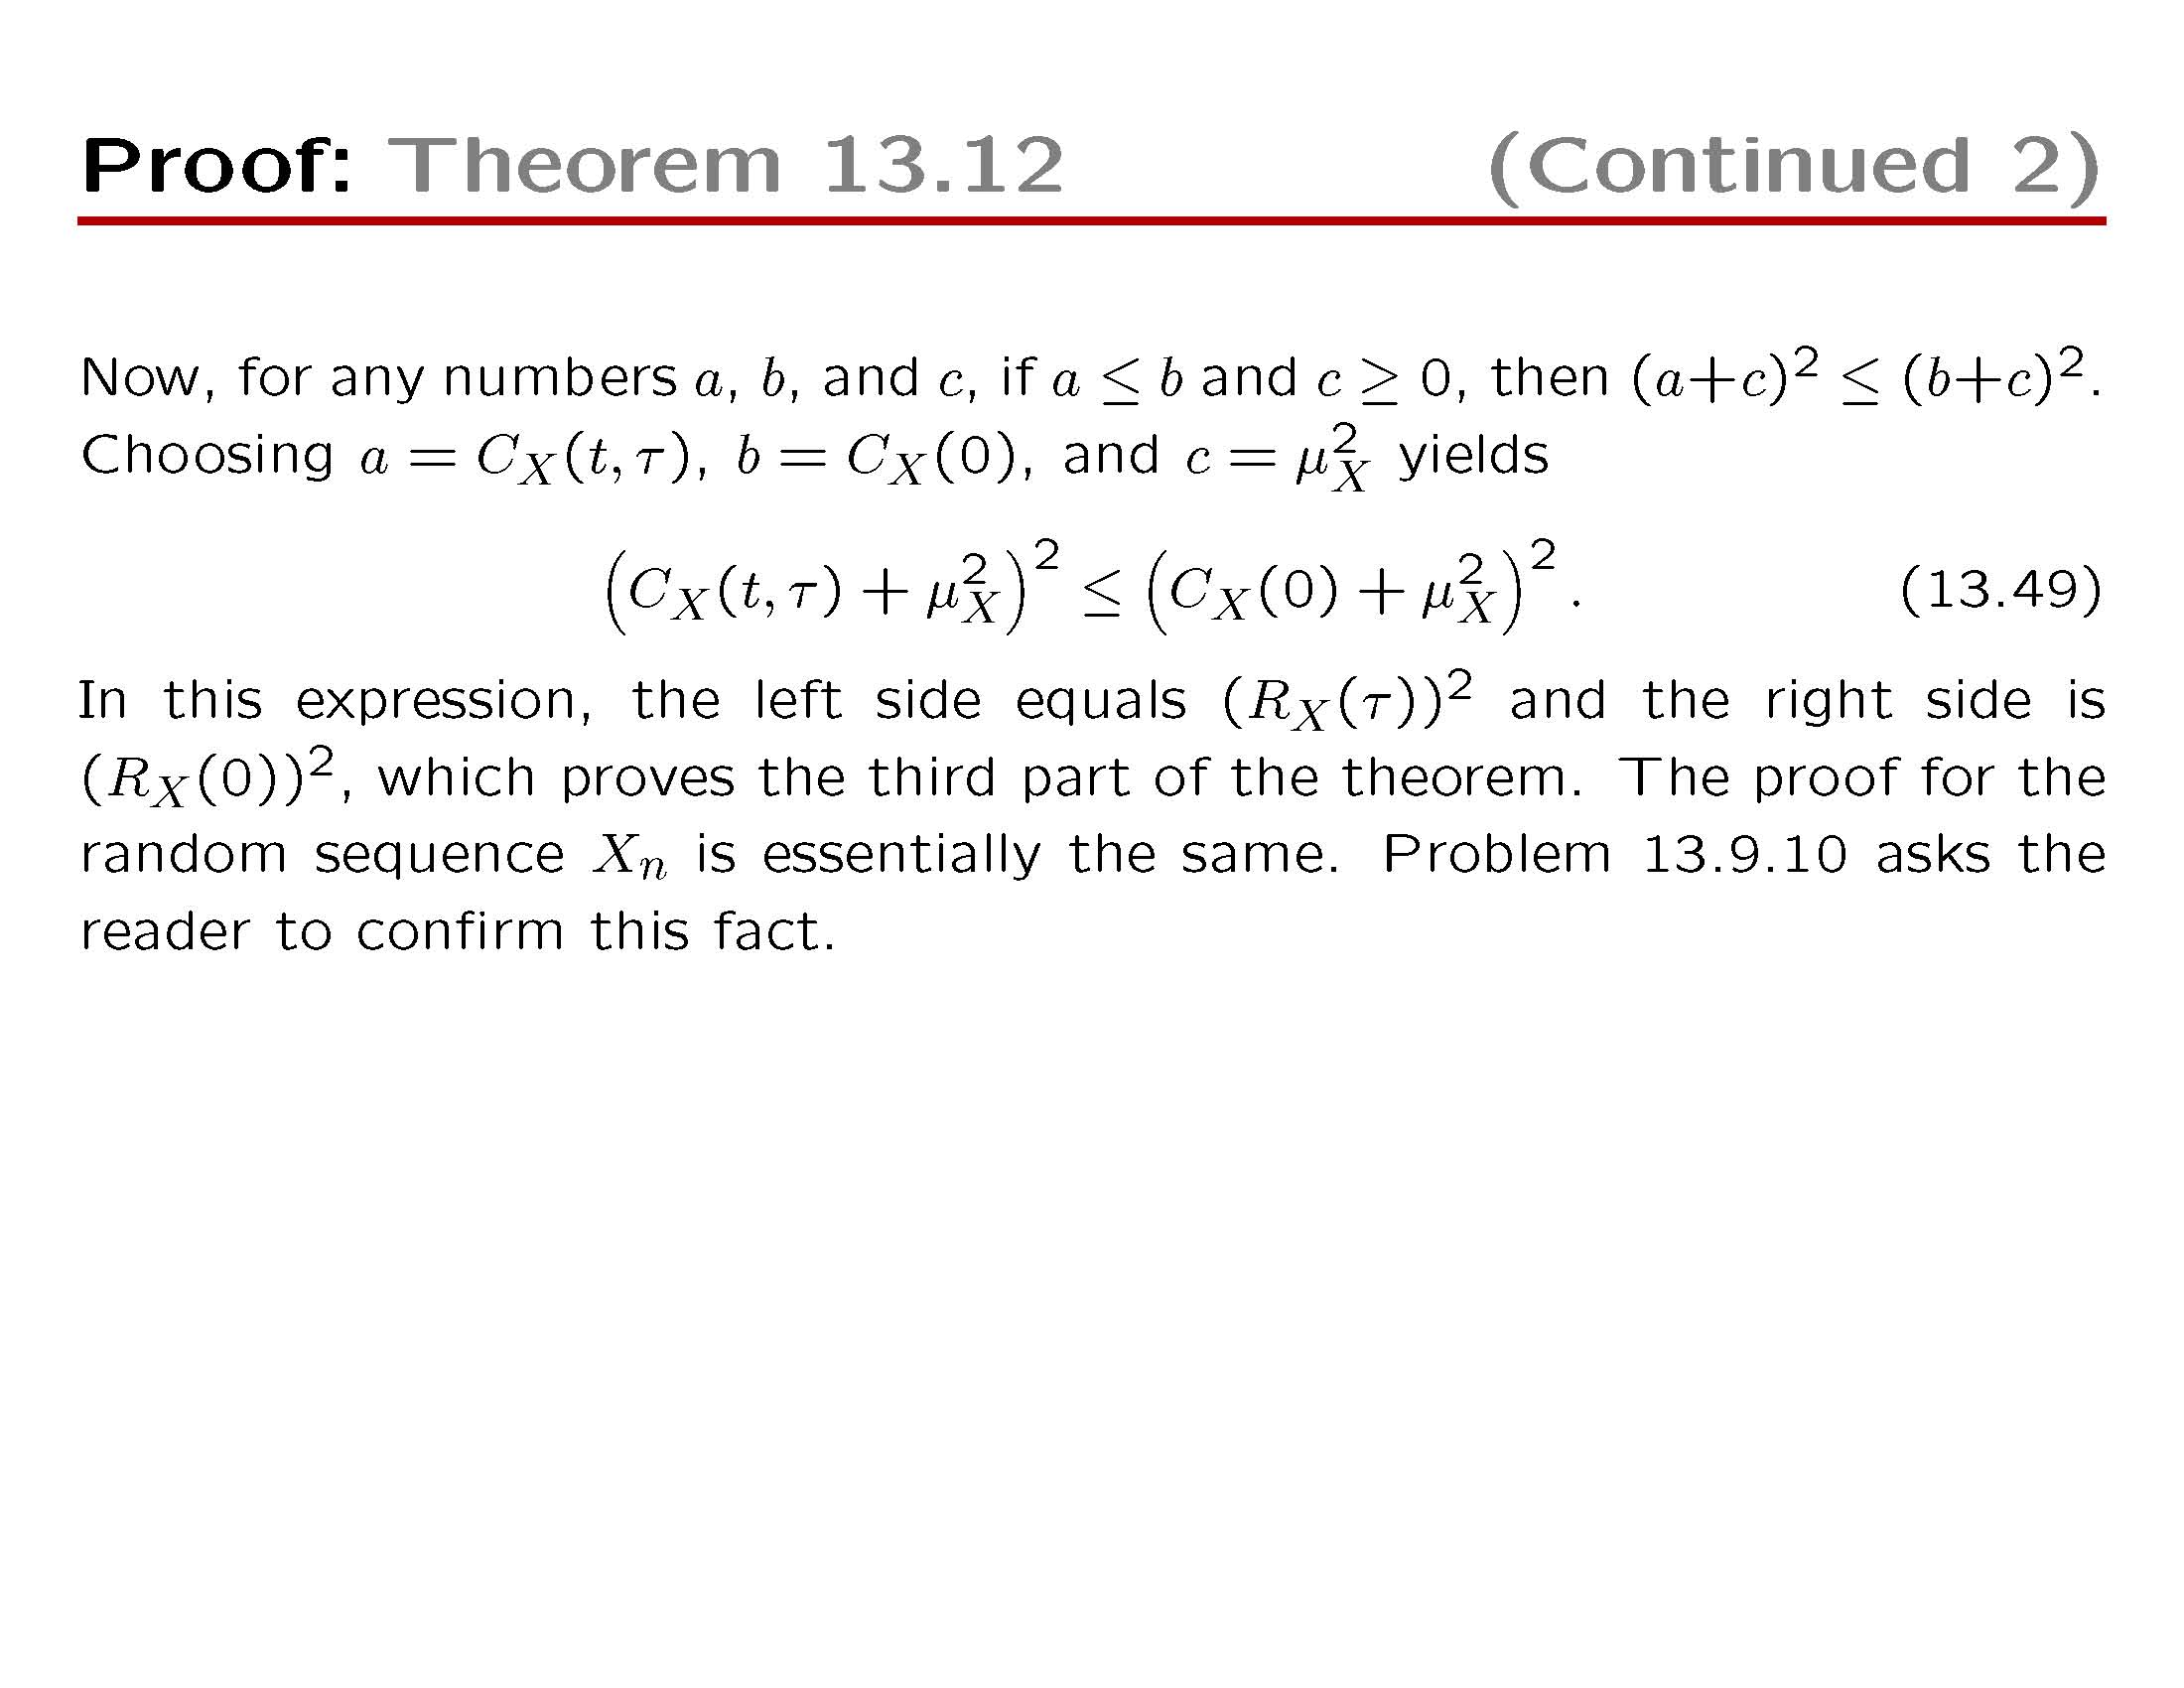 Proof: Theorem 13.12 (Continued 2)
Now, for any numbers a, b, and c, if a ≤ b and c ≥ 0, then (a+c)² ≤ (b+c)².
Choosing a = C_X(t, τ), b = C_X(0), and c = μ_X² yields
(C_X(t, τ) + μ_X²)² ≤ (C_X(0) + μ_X²)². (13.49)
In this expression, the left side equals (R_X(τ))² and the right side is
(R_X(0))², which proves the third part of the theorem. The proof for the
random sequence X_n is essentially the same. Problem 13.9.10 asks the
reader to confirm this fact.